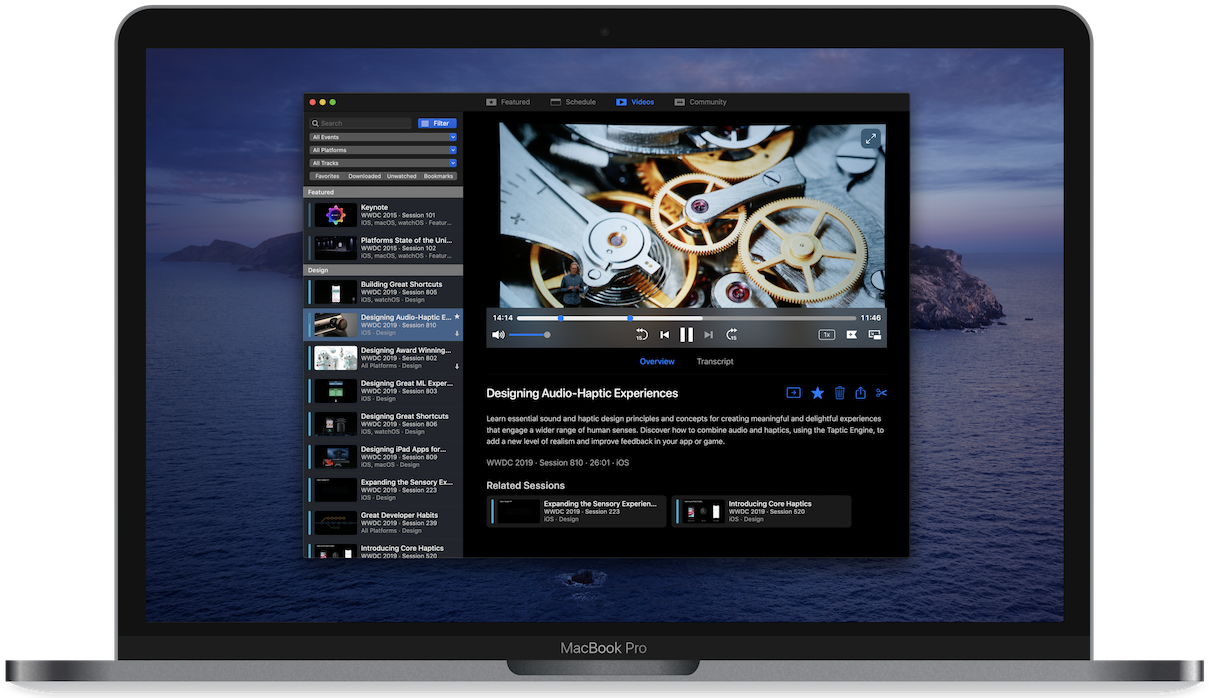 Featured
Schedule
Videos
Community
Search
Filter
All Events
All Platforms
All Tracks
Favorites
Downloaded
Unwatched
Bookmarks
Featured
Keynote
WWDC 2015 · Session 101
iOS, macOS, watchOS · Featur...
Platforms State of the Uni...
WWDC 2015 · Session 102
iOS, macOS, watchOS · Featur...
Design
Building Great Shortcuts
WWDC 2019 · Session 805
iOS, watchOS · Design
Designing Audio-Haptic E...
WWDC 2019 · Session 810
iOS · Design
Designing Award Winning...
WWDC 2019 · Session 802
All Platforms · Design
Designing Great ML Exper...
WWDC 2019 · Session 803
iOS · Design
Designing Great Shortcuts
WWDC 2019 · Session 806
iOS, watchOS · Design
Designing iPad Apps for...
WWDC 2019 · Session 809
iOS, macOS · Design
Expanding the Sensory Ex...
WWDC 2019 · Session 223
iOS · Design
Great Developer Habits
WWDC 2019 · Session 239
All Platforms · Design
Introducing Core Haptics
WWDC 2019 · Session 520
14:14
11:46
15
15
1x
Overview
Transcript
Designing Audio-Haptic Experiences
Learn essential sound and haptic design principles and concepts for creating meaningful and delightful experiences
that engage a wider range of human senses. Discover how to combine audio and haptics, using the Taptic Engine, to
add a new level of realism and improve feedback in your app or game.
WWDC 2019 · Session 810 · 26:01 · iOS
Related Sessions
Expanding the Sensory Experien...
WWDC 2019 · Session 223
iOS · Design
Introducing Core Haptics
WWDC 2019 · Session 520
iOS · Design
MacBook Pro